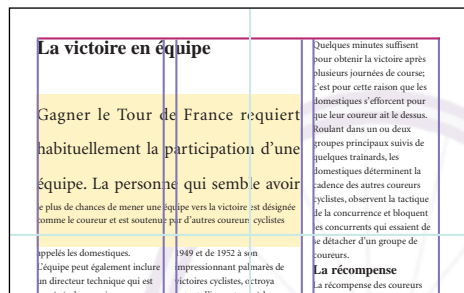 La victoire en équipe
Gagner le Tour de France requiert
habituellement la participation d'une
équipe. La personne qui semble avoir
le plus de chances de mener une équipe vers la victoire est désignée
comme le coureur et est soutenue par d'autres coureurs cyclistes
appelés les domestiques.
L'équipe peut également inclure
un directeur technique qui est
1949 et de 1952 à son
impressionnant palmarès de
victoires cyclistes, octroya
Quelques minutes suffisent
pour obtenir la victoire après
plusieurs journées de course;
c'est pour cette raison que les
domestiques s'efforcent pour
que leur coureur ait le dessus.
Roulant dans un ou deux
groupes principaux suivis de
quelques trainards, les
domestiques déterminent la
cadence des autres coureurs
cyclistes, observent la tactique
de la concurrence et bloquent
les concurrents qui essaient de
se détacher d'un groupe de
coureurs.
La récompense
La récompense des coureurs